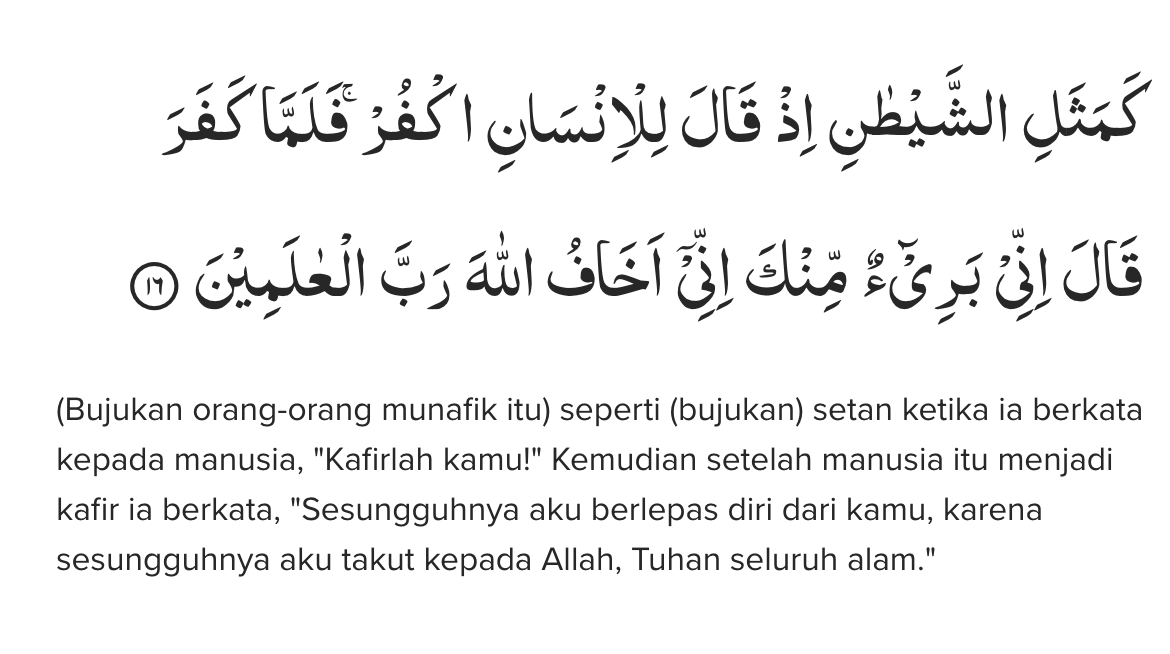 كَمَثَلِ الشَّيْطٰنِ اِذْ قَالَ لِلْاِنْسَانِ اكْفُرْۚ فَلَمَّا كَفَرَ
قَالَ اِنِّيْ بَرِيْۤءٌ مِّنْكَ اِنِّيْٓ اَخَافُ اللّٰهَ رَبَّ الْعٰلَمِيْنَ ١٦
(Bujukan orang-orang munafik itu) seperti (bujukan) setan ketika ia berkata
kepada manusia, "Kafirlah kamu!" Kemudian setelah manusia itu menjadi
kafir ia berkata, "Sesungguhnya aku berlepas diri dari kamu, karena
sesungguhnya aku takut kepada Allah, Tuhan seluruh alam."